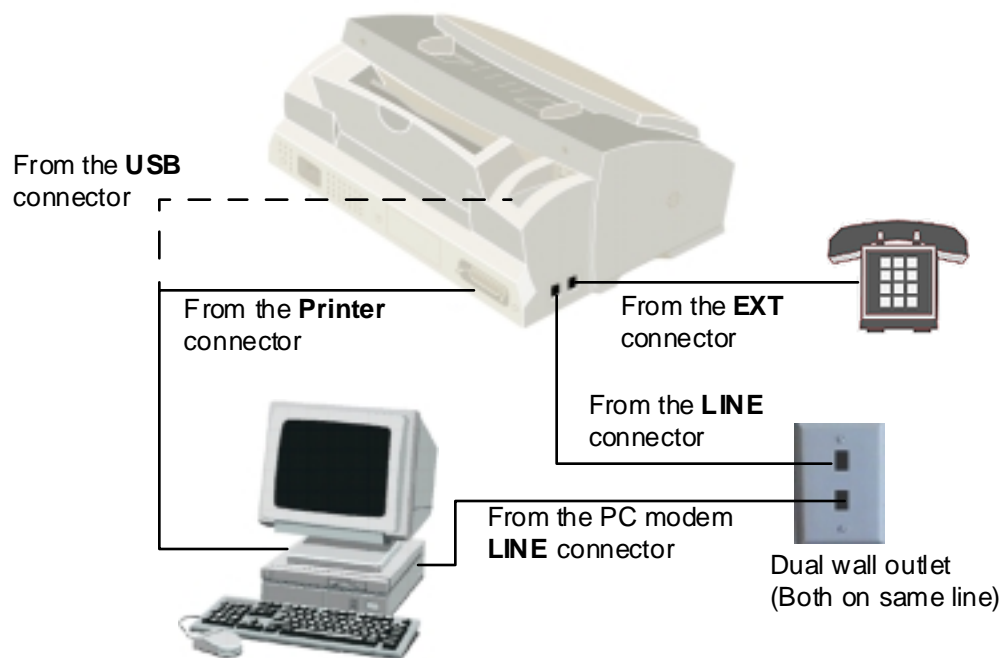 From the USB
connector
From the Printer
connector
From the EXT
connector
From the LINE
connector
From the PC modem
LINE connector
Dual wall outlet
(Both on same line)